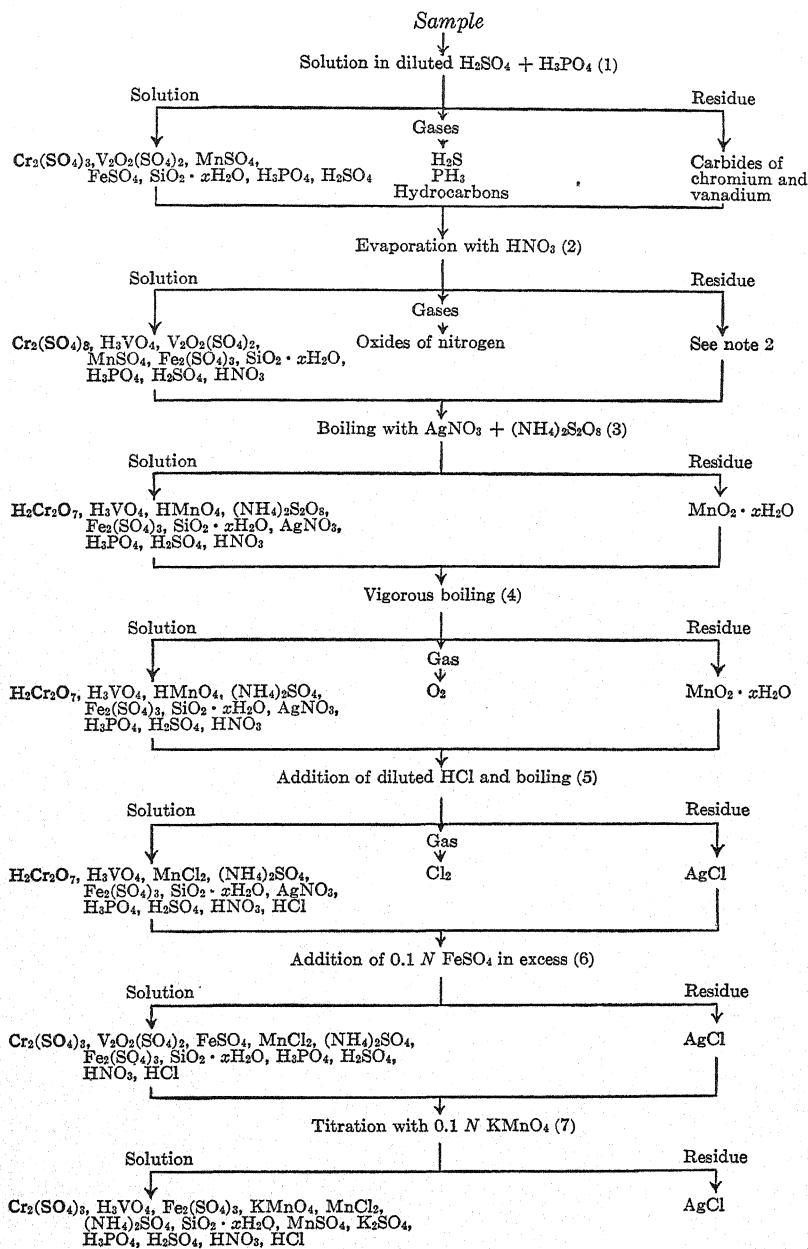 Sample
Solution in diluted H₂SO₄ + H₃PO₄ (1)
Solution
Residue
Gases
Cr₂(SO₄)₃, V₂O₂(SO₄)₂, MnSO₄,
FeSO₄, SiO₂ · xH₂O, H₃PO₄, H₂SO₄
H₂S
PH₃
Hydrocarbons
Carbides of
chromium and
vanadium
Evaporation with HNO₃ (2)
Solution
Residue
Gases
Cr₂(SO₄)₃, H₃VO₄, V₂O₂(SO₄)₂,
MnSO₄, Fe₂(SO₄)₃, SiO₂ · xH₂O,
H₃PO₄, H₂SO₄, HNO₃
Oxides of nitrogen
See note 2
Boiling with AgNO₃ + (NH₄)₂S₂O₈ (3)
Solution
Residue
H₂Cr₂O₇, H₃VO₄, HMnO₄, (NH₄)₂S₂O₈,
Fe₂(SO₄)₃, SiO₂ · xH₂O, AgNO₃,
H₃PO₄, H₂SO₄, HNO₃
MnO₂ · xH₂O
Vigorous boiling (4)
Solution
Residue
Gas
H₂Cr₂O₇, H₃VO₄, HMnO₄, (NH₄)₂SO₄,
Fe₂(SO₄)₃, SiO₂ · xH₂O, AgNO₃,
H₃PO₄, H₂SO₄, HNO₃
O₂
MnO₂ · xH₂O
Addition of diluted HCl and boiling (5)
Solution
Residue
Gas
H₂Cr₂O₇, H₃VO₄, MnCl₂, (NH₄)₂SO₄,
Fe₂(SO₄)₃, SiO₂ · xH₂O, AgNO₃,
H₃PO₄, H₂SO₄, HNO₃, HCl
Cl₂
AgCl
Addition of 0.1 N FeSO₄ in excess (6)
Solution
Residue
Cr₂(SO₄)₃, V₂O₂(SO₄)₂, FeSO₄, MnCl₂, (NH₄)₂SO₄,
Fe₂(SO₄)₃, SiO₂ · xH₂O, H₃PO₄, H₂SO₄,
HNO₃, HCl
AgCl
Titration with 0.1 N KMnO₄ (7)
Solution
Residue
Cr₂(SO₄)₃, H₃VO₄, Fe₂(SO₄)₃, KMnO₄, MnCl₂,
(NH₄)₂SO₄, SiO₂ · xH₂O, MnSO₄, K₂SO₄,
H₃PO₄, H₂SO₄, HNO₃, HCl
AgCl